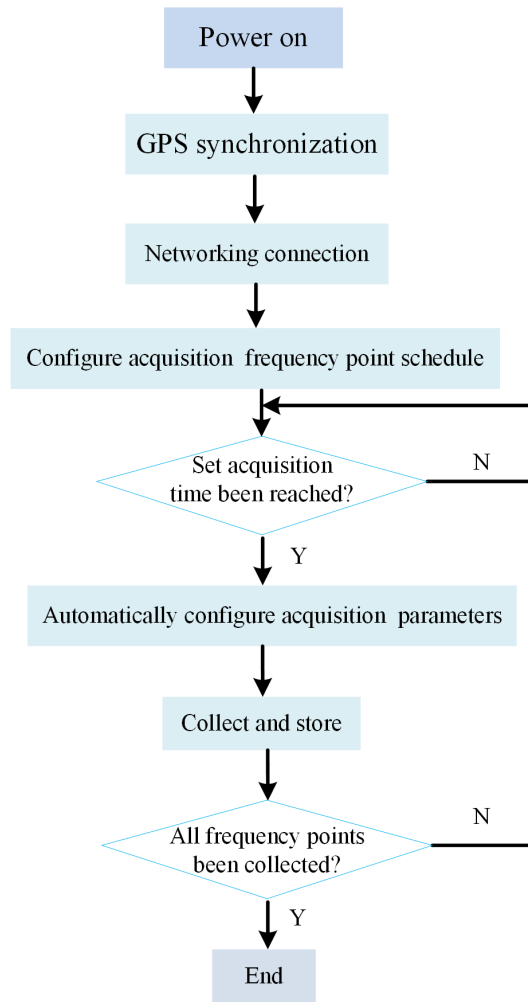 Power on
GPS synchronization
Networking connection
Configure acquisition frequency point schedule
Set acquisition
time been reached?
N
Y
Automatically configure acquisition parameters
Collect and store
All frequency points
been collected?
N
Y
End